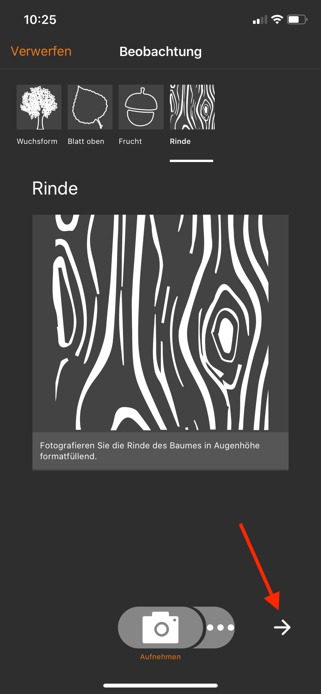 10:25
Verwerfen
Beobachtung
Wuchsform
Blatt oben
Frucht
Rinde
Rinde
Fotografieren Sie die Rinde des Baumes in Augenhöhe
formatfüllend.
Aufnehmen